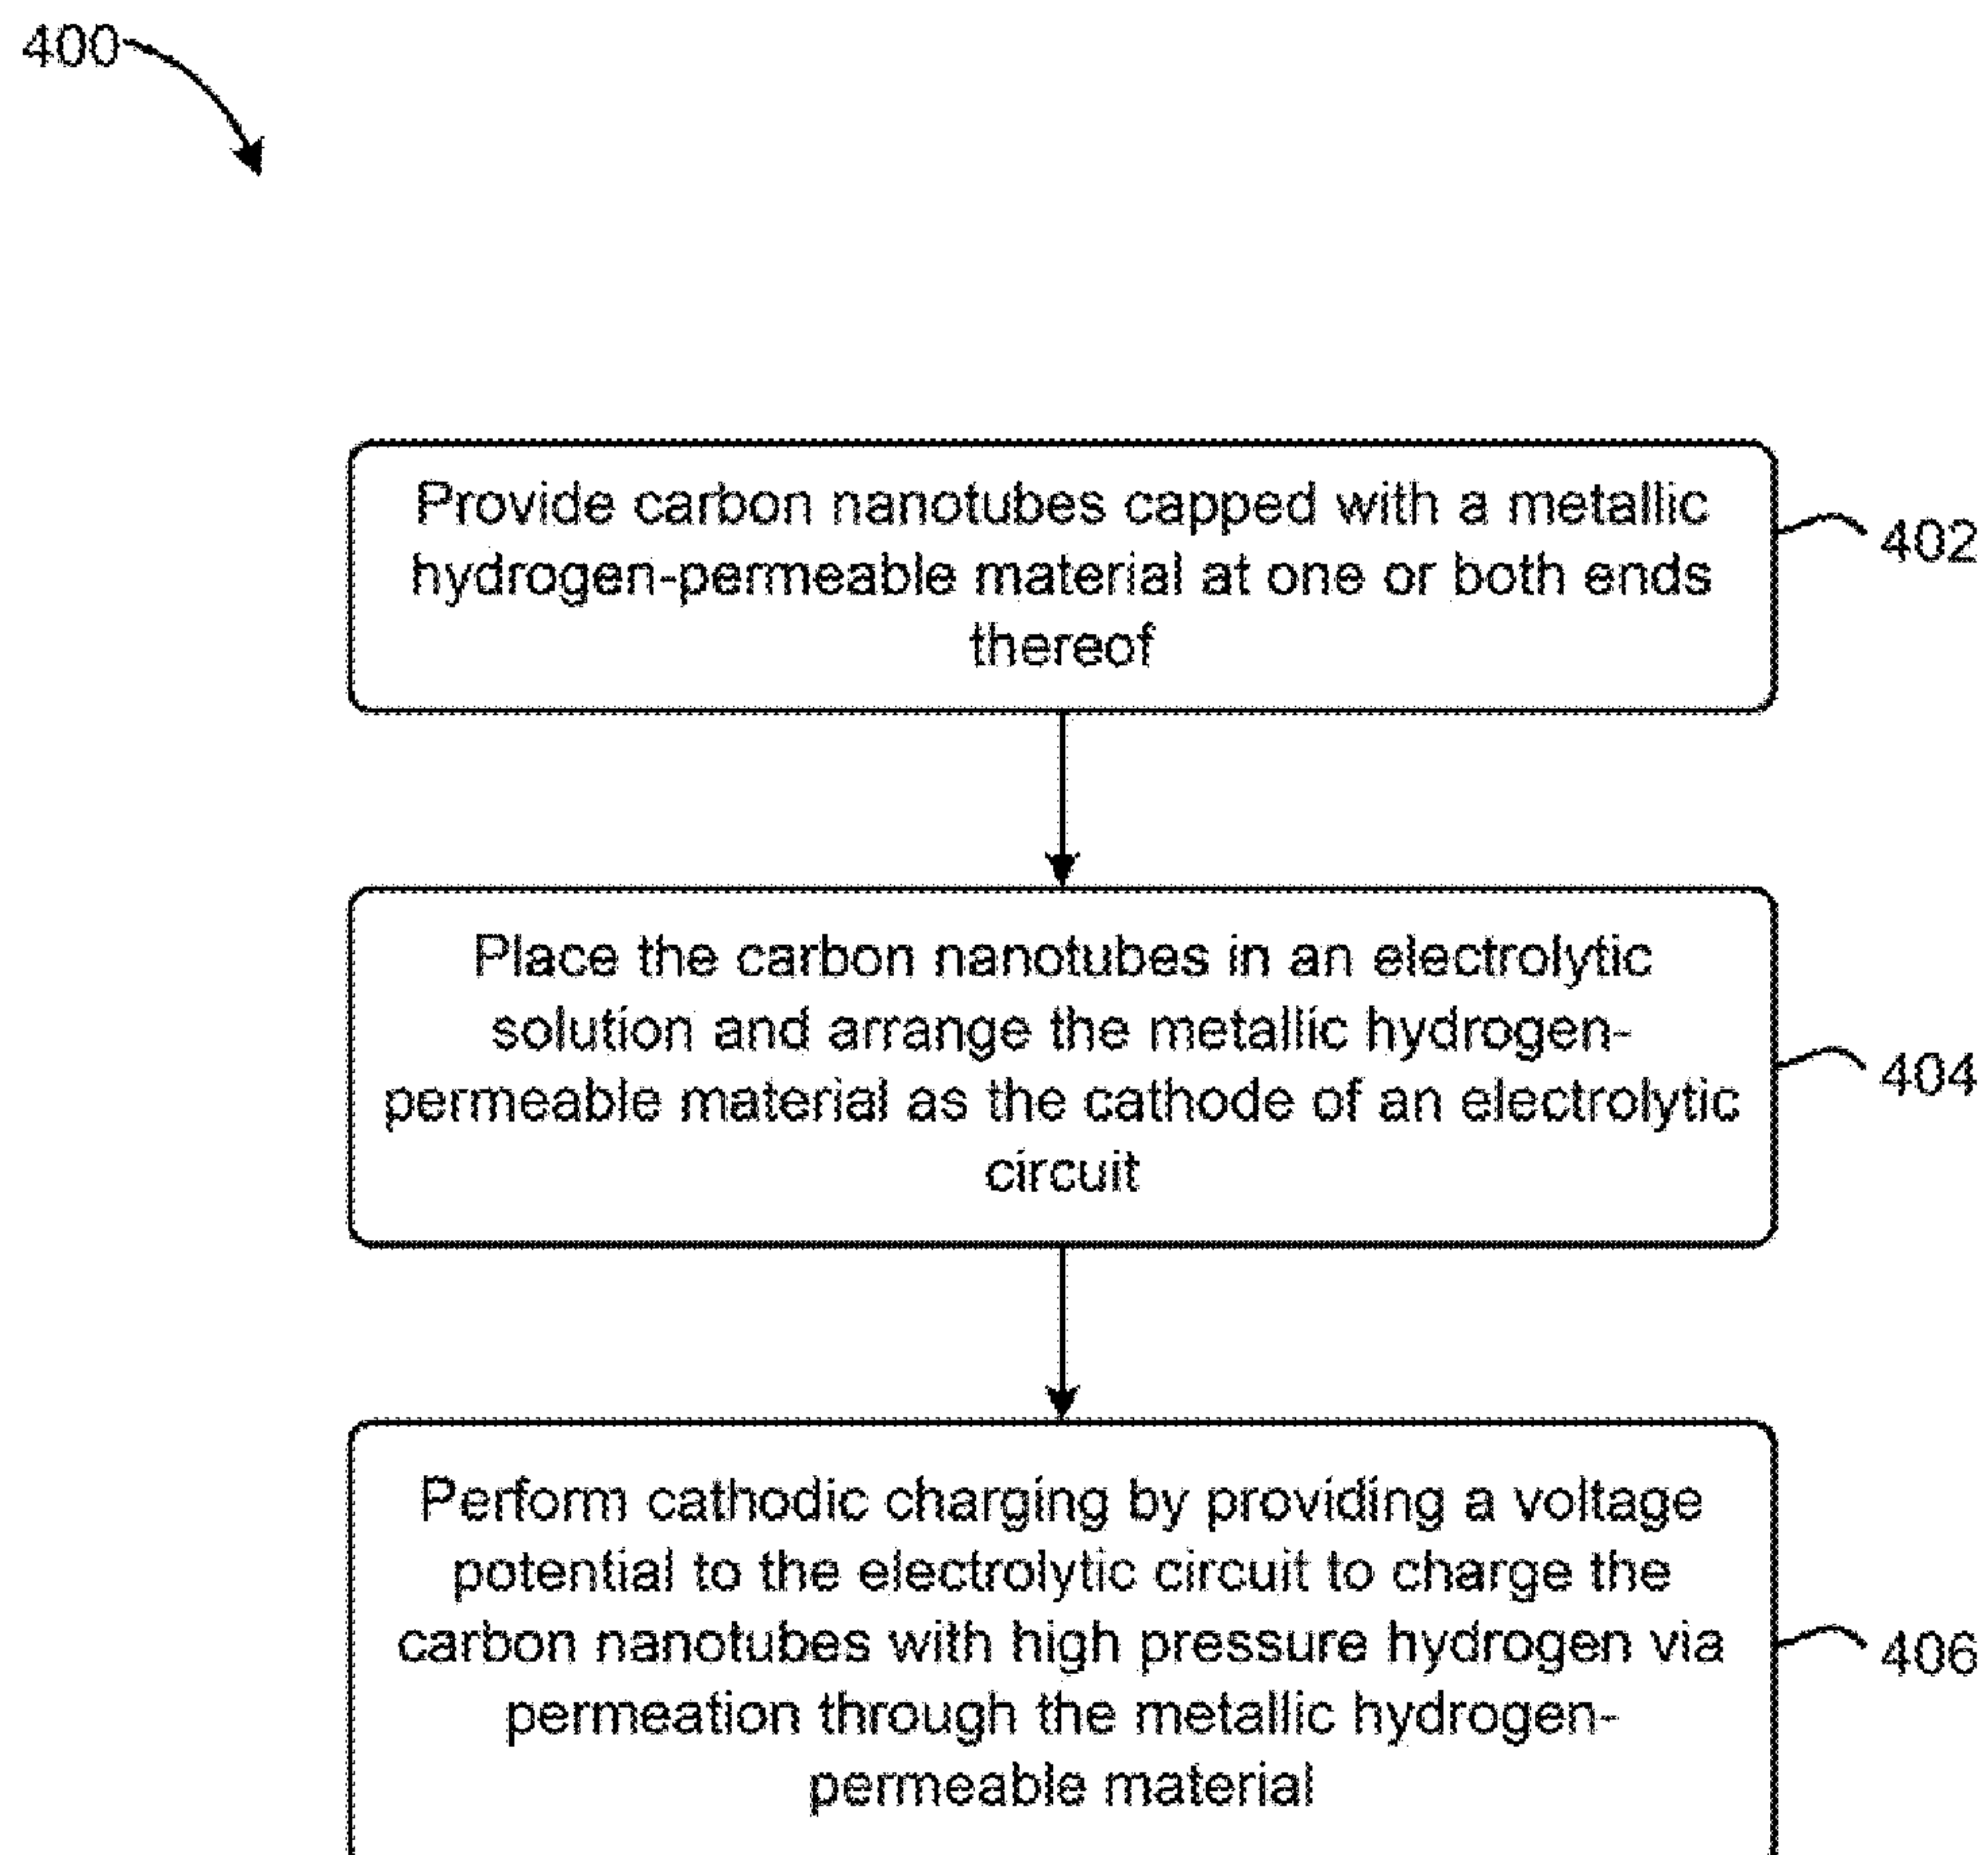 400
Provide carbon nanotubes capped with a metallic
hydrogen-permeable material at one or both ends
thereof
402
Place the carbon nanotubes in an electrolytic
solution and arrange the metallic hydrogen-
permeable material as the cathode of an electrolytic
circuit
404
Perform cathodic charging by providing a voltage
potential to the electrolytic circuit to charge the
carbon nanotubes with high pressure hydrogen via
permeation through the metallic hydrogen-
permeable material
406